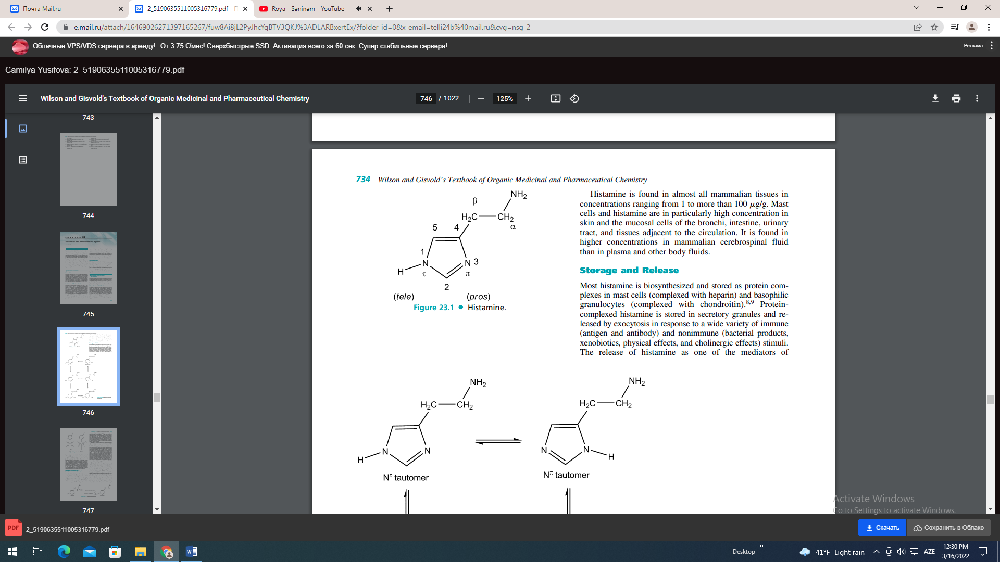 Почта Mail.ru
2_5190635511005316779.pdf - П
Röya - Səninəm - YouTube
e.mail.ru/attach/16469026271397165267/fuw8Ai8jL2PyJhcYqBTV3QKJ%3ADLARBxertEx/?folder-id=0&x-email=telli24b%40mail.ru&cvg=nsg-2
Облачные VPS/VDS сервера в аренду! От 3.75 €/мес! Сверхбыстрые SSD. Активация всего за 60 сек. Супер стабильные сервера!
Реклама
Camilya Yusifova: 2_5190635511005316779.pdf
Wilson and Gisvold's Textbook of Organic Medicinal and Pharmaceutical Chemistry
746 / 1022
125%
743
744
745
746
747
734 Wilson and Gisvold's Textbook of Organic Medicinal and Pharmaceutical Chemistry
NH2
β
H2C
CH2
α
5
4
1
N
3
N
H
τ
π
2
(tele)
(pros)
Figure 23.1 • Histamine.
Histamine is found in almost all mammalian tissues in
concentrations ranging from 1 to more than 100 μg/g. Mast
cells and histamine are in particularly high concentration in
skin and the mucosal cells of the bronchi, intestine, urinary
tract, and tissues adjacent to the circulation. It is found in
higher concentrations in mammalian cerebrospinal fluid
than in plasma and other body fluids.
Storage and Release
Most histamine is biosynthesized and stored as protein com-
plexes in mast cells (complexed with heparin) and basophilic
granulocytes (complexed with chondroitin).8,9 Protein-
complexed histamine is stored in secretory granules and re-
leased by exocytosis in response to a wide variety of immune
(antigen and antibody) and nonimmune (bacterial products,
xenobiotics, physical effects, and cholinergic effects) stimuli.
The release of histamine as one of the mediators of
NH2
H2C
CH2
N
N
H
Nτ tautomer
NH2
H2C
CH2
N
N
H
Nπ tautomer
Activate Windows
Go to Settings to activate Windows.
PDF
2_5190635511005316779.pdf
Скачать
Сохранить в Облако
Desktop
41°F Light rain
AZE
12:30 PM
3/16/2022